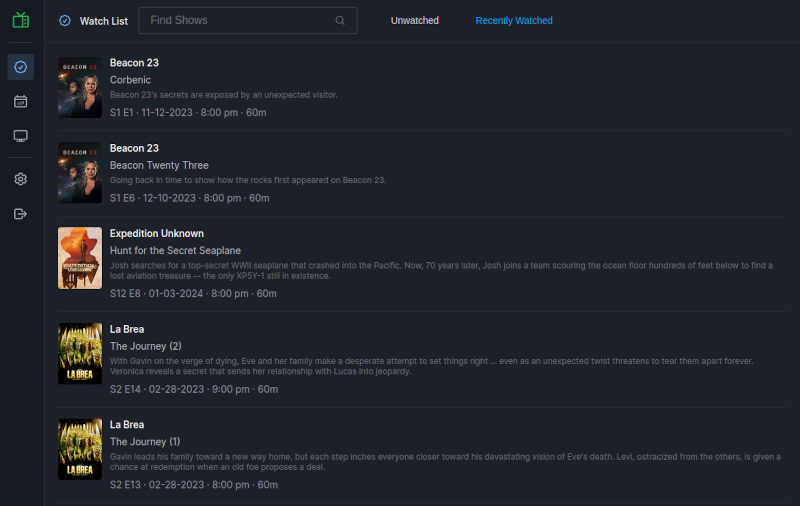 Watch List
Find Shows
Unwatched
Recently Watched
BEACON 23
Beacon 23
Corbenic
Beacon 23's secrets are exposed by an unexpected visitor.
S1 E1 · 11-12-2023 · 8:00 pm · 60m
BEACON 23
Beacon 23
Beacon Twenty Three
Going back in time to show how the rocks first appeared on Beacon 23.
S1 E6 · 12-10-2023 · 8:00 pm · 60m
EXPEDITION
UNKNOWN
Expedition Unknown
Hunt for the Secret Seaplane
Josh searches for a top-secret WWII seaplane that crashed into the Pacific. Now, 70 years later, Josh joins a team scouring the ocean floor hundreds of feet below to find a
lost aviation treasure -- the only XP5Y-1 still in existence.
S12 E8 · 01-03-2024 · 8:00 pm · 60m
LA BREA
La Brea
The Journey (2)
With Gavin on the verge of dying, Eve and her family make a desperate attempt to set things right ... even as an unexpected twist threatens to tear them apart forever.
Veronica reveals a secret that sends her relationship with Lucas into jeopardy.
S2 E14 · 02-28-2023 · 9:00 pm · 60m
LA BREA
La Brea
The Journey (1)
Gavin leads his family toward a new way home, but each step inches everyone closer toward his devastating vision of Eve's death. Levi, ostracized from the others, is given a
chance at redemption when an old foe proposes a deal.
S2 E13 · 02-28-2023 · 8:00 pm · 60m